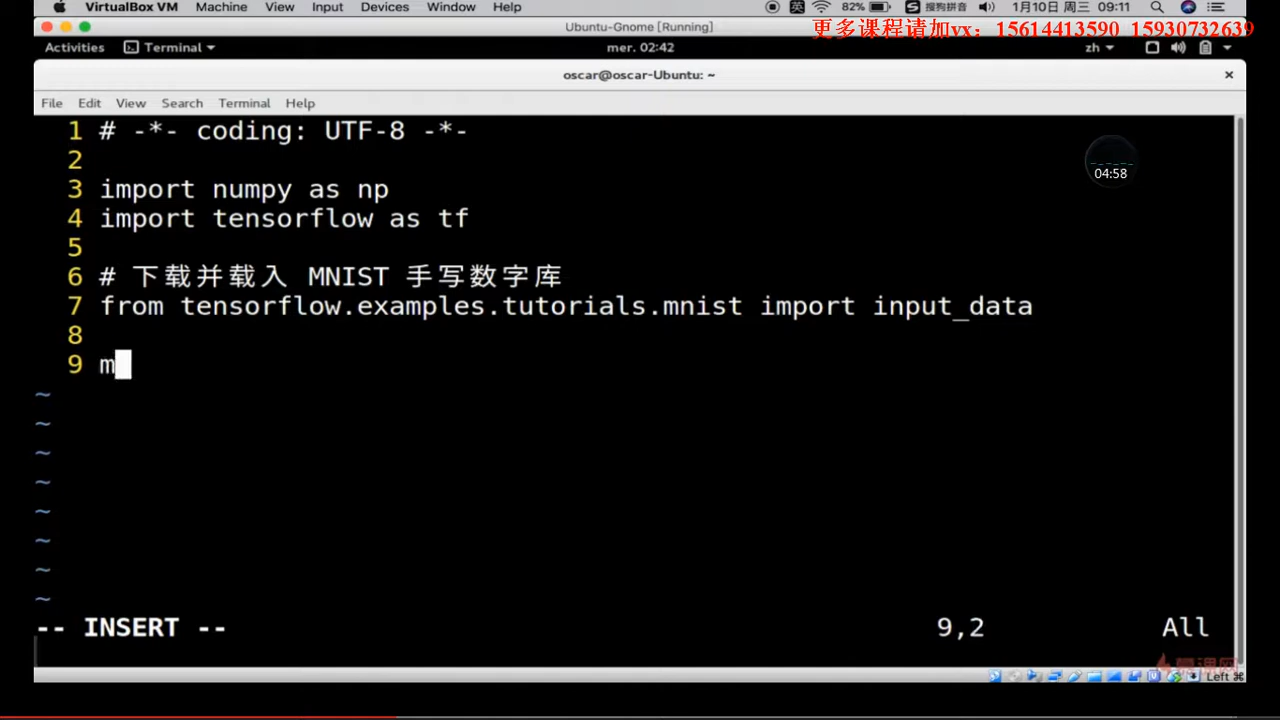 VirtualBox VM Machine View Input Devices Window Help 英 82% 搜狗拼音 1月10日 周三 09:11
Ubuntu-Gnome [Running]
更多课程请加vx：15614413590 15930732639
Activities Terminal mer. 02:42 zh
oscar@oscar-Ubuntu: ~
File Edit View Search Terminal Help
1 # -*- coding: UTF-8 -*-
2
3 import numpy as np
4 import tensorflow as tf
5
6 # 下载并载入 MNIST 手写数字库
7 from tensorflow.examples.tutorials.mnist import input_data
8
9 m
~
~
~
~
~
~
~
~
04:58
-- INSERT -- 9,2 All
慕课网
Left ⌘